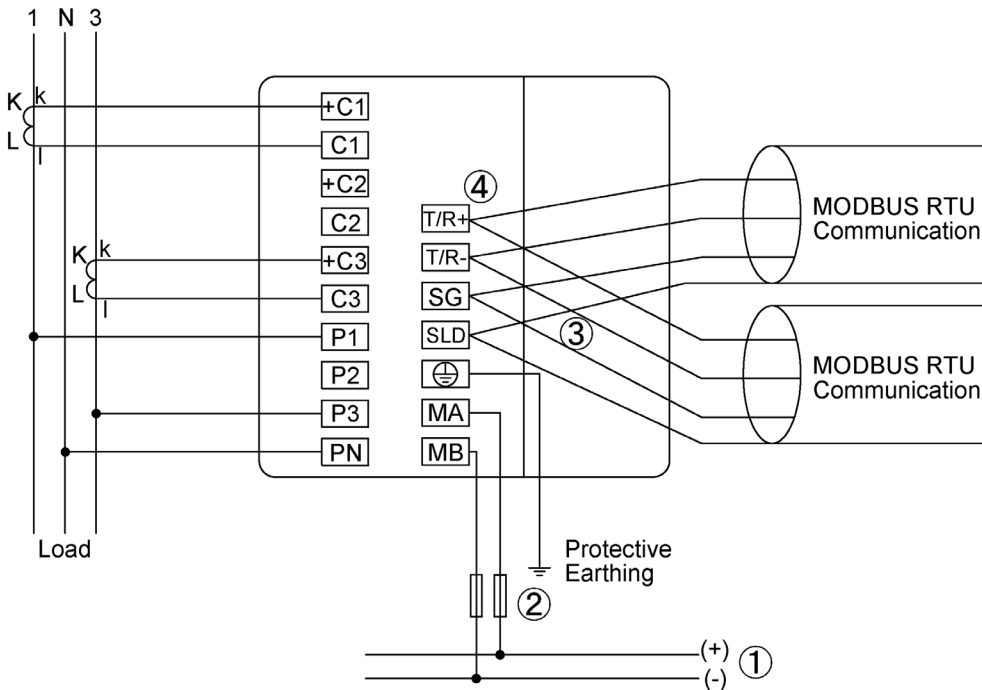 1 N 3
K k
L l
K k
L l
+C1
C1
+C2
C2
+C3
C3
P1
P2
P3
PN
④
T/R+
T/R-
SG
SLD
MA
MB
③
MODBUS RTU
Communication
MODBUS RTU
Communication
Load
Protective
Earthing
②
(+)
(-)
①